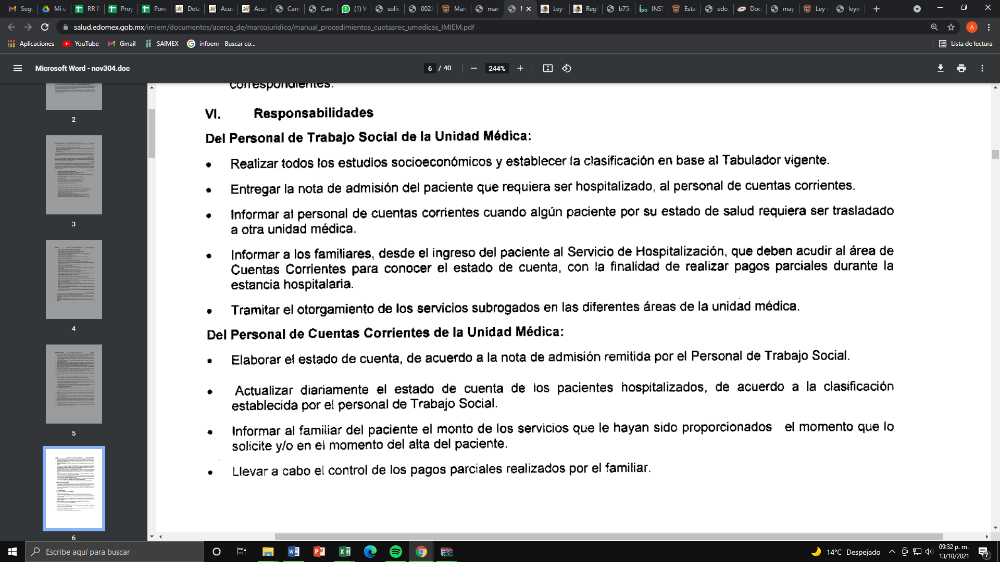 Segu
Mi u
RR P
Proy
Pone
Deta
Acus
Acus
Cam
Cam
(1) W
solic
0023
Marc
man
Ley
Regl
b75
INST
Esta
edo_
Doc
may
Ley
leyvi
salud.edomex.gob.mx/imiem/documentos/acerca_de/marcojuridico/manual_procedimientos_cuotasrec_umedicas_IMIEM.pdf
A
Aplicaciones
YouTube
Gmail
SAIMEX
infoem - Buscar co...
Lista de lectura
Microsoft Word - nov304.doc
6 / 40
244%
2
3
4
5
6
correspondientes.
VI. Responsabilidades
Del Personal de Trabajo Social de la Unidad Médica:
• Realizar todos los estudios socioeconómicos y establecer la clasificación en base al Tabulador vigente.
• Entregar la nota de admisión del paciente que requiera ser hospitalizado, al personal de cuentas corrientes.
• Informar al personal de cuentas corrientes cuando algún paciente por su estado de salud requiera ser trasladado
a otra unidad médica.
• Informar a los familiares, desde el ingreso del paciente al Servicio de Hospitalización, que deben acudir al área de
Cuentas Corrientes para conocer el estado de cuenta, con la finalidad de realizar pagos parciales durante la
estancia hospitalaria.
• Tramitar el otorgamiento de los servicios subrogados en las diferentes áreas de la unidad médica.
Del Personal de Cuentas Corrientes de la Unidad Médica:
• Elaborar el estado de cuenta, de acuerdo a la nota de admisión remitida por el Personal de Trabajo Social.
• Actualizar diariamente el estado de cuenta de los pacientes hospitalizados, de acuerdo a la clasificación
establecida por el personal de Trabajo Social.
• Informar al familiar del paciente el monto de los servicios que le hayan sido proporcionados el momento que lo
solicite y/o en el momento del alta del paciente.
• Llevar a cabo el control de los pagos parciales realizados por el familiar.
Escribe aquí para buscar
14°C Despejado
09:32 p. m.
13/10/2021
7